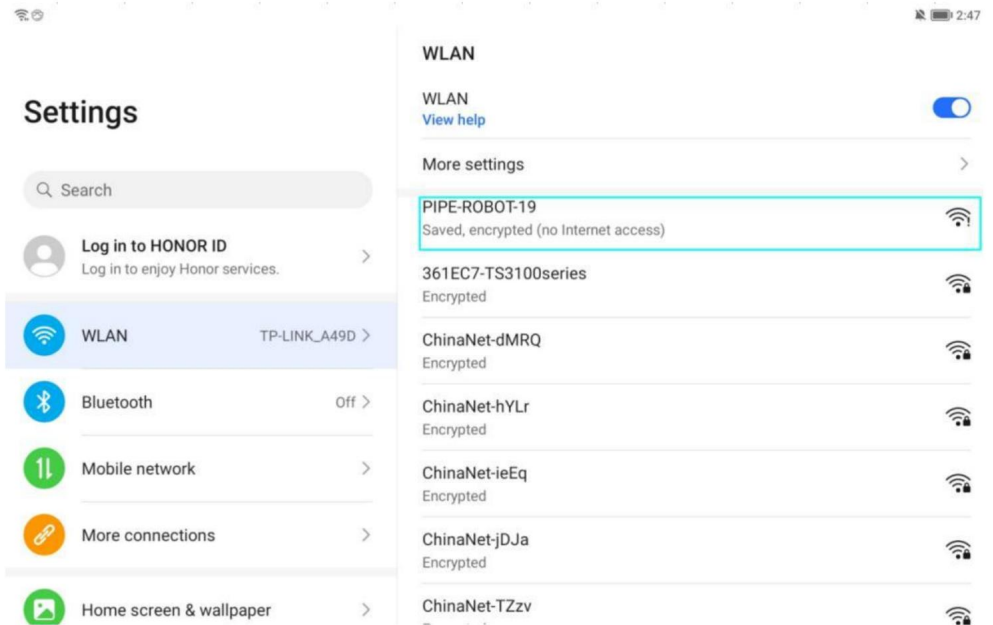 2:47
Settings
Search
Log in to HONOR ID
Log in to enjoy Honor services.
WLAN TP-LINK_A49D
Bluetooth Off
Mobile network
More connections
Home screen & wallpaper
WLAN
WLAN
View help
More settings
PIPE-ROBOT-19
Saved, encrypted (no Internet access)
361EC7-TS3100series
Encrypted
ChinaNet-dMRQ
Encrypted
ChinaNet-hYLr
Encrypted
ChinaNet-ieEq
Encrypted
ChinaNet-jDJa
Encrypted
ChinaNet-TZzv